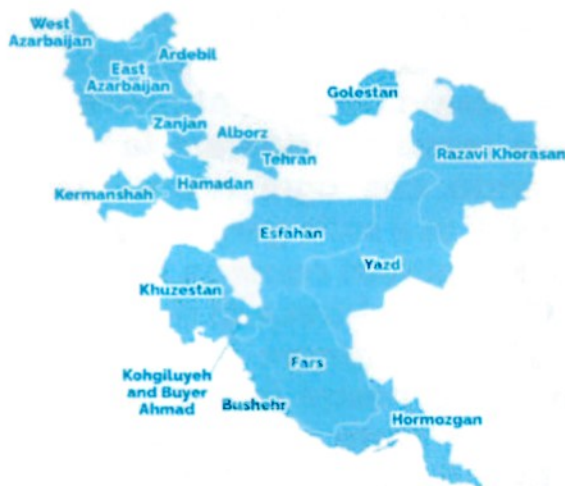 West
Azarbaijan
Ardebil
East
Azarbaijan
Golestan
Zanjan
Alborz
Tehran
Razavi Khorasan
Hamadan
Kermanshah
Esfahan
Yazd
Khuzestan
Fars
Kohgiluyeh
and Buyer
Ahmad
Bushehr
Hormozgan